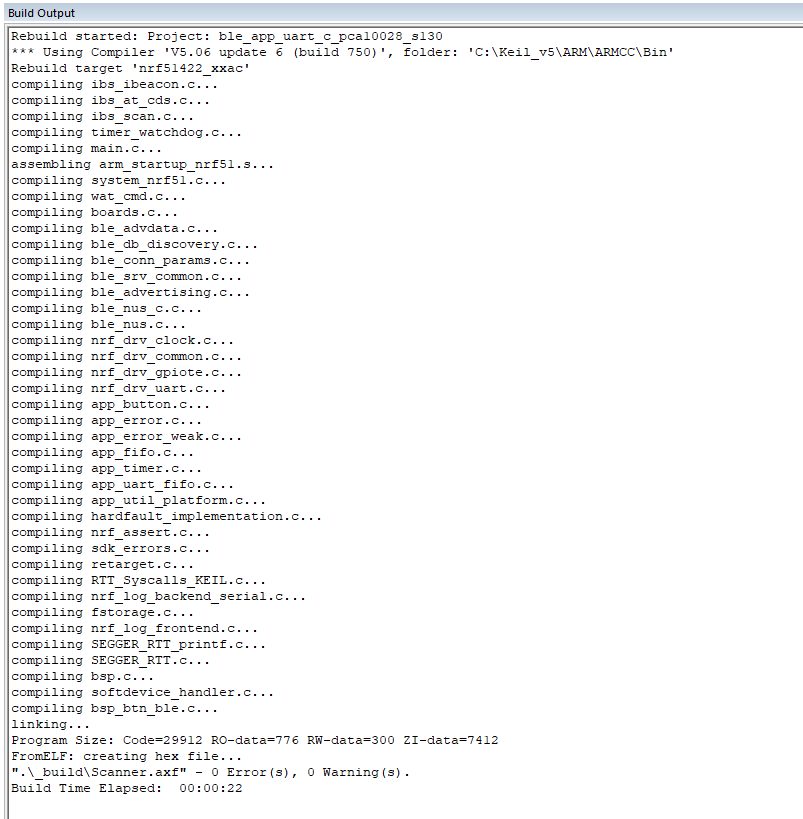 Build Output
Rebuild started: Project: ble_app_uart_c_pca10028_s130
*** Using Compiler 'V5.06 update 6 (build 750)', folder: 'C:\Keil_v5\ARM\ARMCC\Bin'
Rebuild target 'nrf51422_xxac'
compiling ibs_ibeacon.c...
compiling ibs_at_cds.c...
compiling ibs_scan.c...
compiling timer_watchdog.c...
compiling main.c...
assembling arm_startup_nrf51.s...
compiling system_nrf51.c...
compiling wat_cmd.c...
compiling boards.c...
compiling ble_advdata.c...
compiling ble_db_discovery.c...
compiling ble_conn_params.c...
compiling ble_srv_common.c...
compiling ble_advertising.c...
compiling ble_nus_c.c...
compiling ble_nus.c...
compiling nrf_drv_clock.c...
compiling nrf_drv_common.c...
compiling nrf_drv_gpiote.c...
compiling nrf_drv_uart.c...
compiling app_button.c...
compiling app_error.c...
compiling app_error_weak.c...
compiling app_fifo.c...
compiling app_timer.c...
compiling app_uart_fifo.c...
compiling app_util_platform.c...
compiling hardfault_implementation.c...
compiling nrf_assert.c...
compiling sdk_errors.c...
compiling retarget.c...
compiling RTT_Syscalls_KEIL.c...
compiling nrf_log_backend_serial.c...
compiling fstorage.c...
compiling nrf_log_frontend.c...
compiling SEGGER_RTT_printf.c...
compiling SEGGER_RTT.c...
compiling bsp.c...
compiling softdevice_handler.c...
compiling bsp_btn_ble.c...
linking...
Program Size: Code=29912 RO-data=776 RW-data=300 ZI-data=7412
FromELF: creating hex file...
".\_build\Scanner.axf" - 0 Error(s), 0 Warning(s).
Build Time Elapsed:  00:00:22